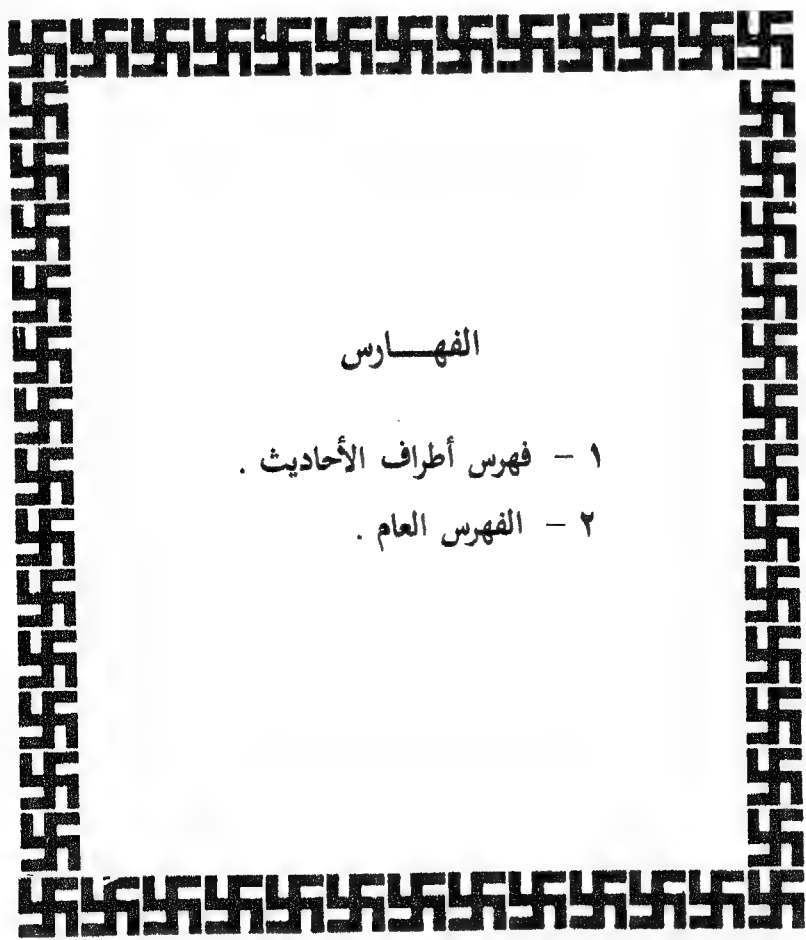 الفهـــارس
١ - فهرس أطراف الأحاديث .
٢ - الفهرس العام .